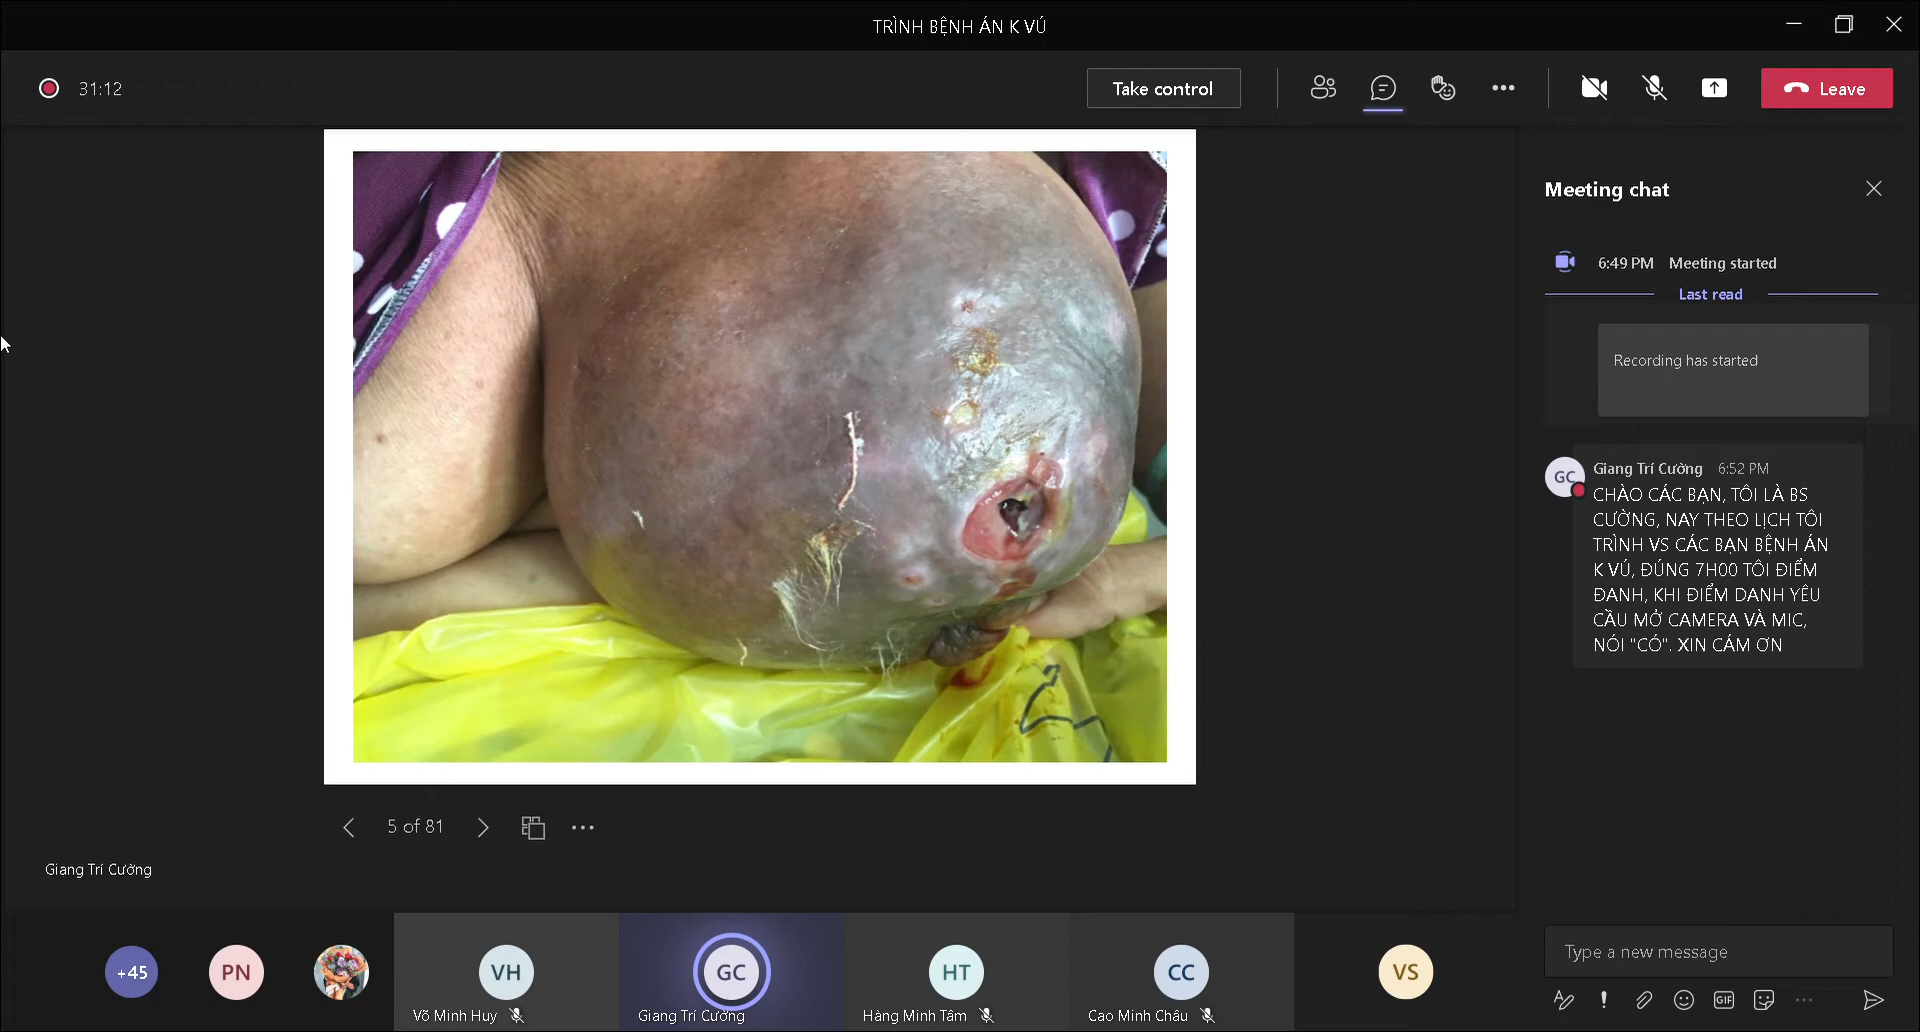 TRÌNH BỆNH ÁN K VÚ
31:12
Take control
Leave
Meeting chat
6:49 PM Meeting started
Last read
Recording has started
GC
Giang Trí Cường 6:52 PM
CHÀO CÁC BẠN, TÔI LÀ BS
CƯỜNG, NAY THEO LỊCH TÔI
TRÌNH VS CÁC BẠN BỆNH ÁN
K VÚ, ĐÚNG 7H00 TÔI ĐIỂM
ĐANH, KHI ĐIỂM DANH YÊU
CẦU MỞ CAMERA VÀ MIC,
NÓI "CÓ". XIN CÁM ƠN
5 of 81
Giang Trí Cường
+45
PN
VH
Võ Minh Huy
GC
Giang Trí Cường
HT
Hàng Minh Tâm
CC
Cao Minh Châu
VS
Type a new message
GIF